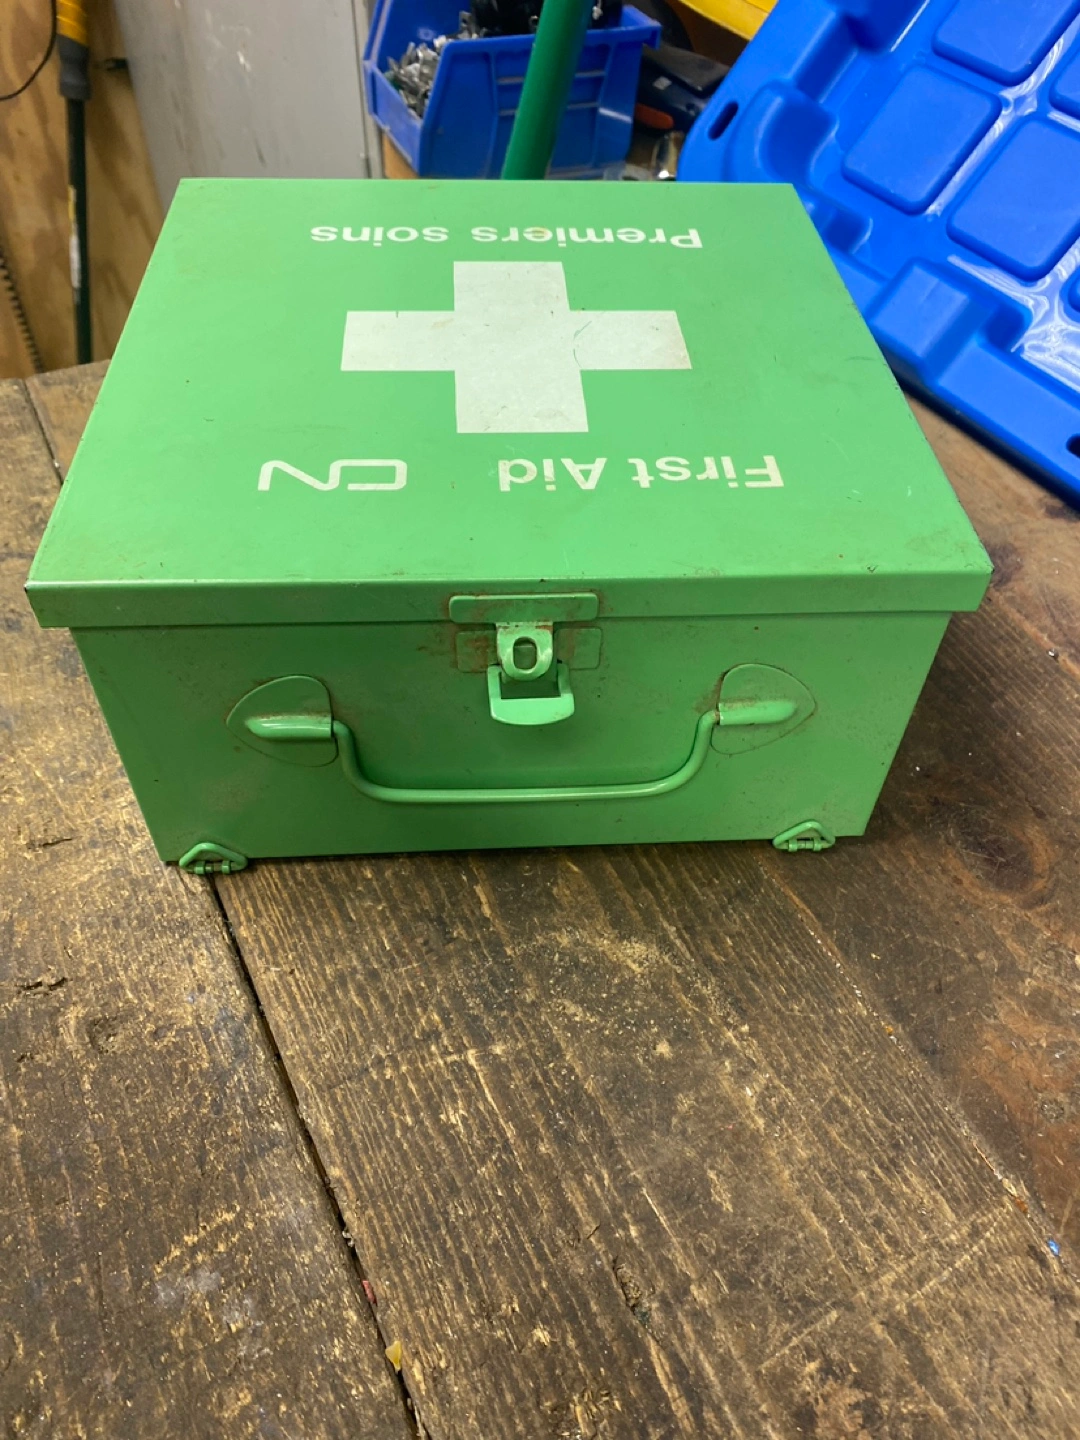 CN First Aid
Premiers soins